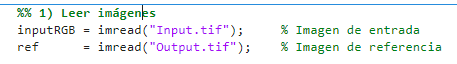 %% 1) Leer imágenes
inputRGB = imread("Input.tif");     % Imagen de entrada
ref      = imread("Output.tif");    % Imagen de referencia